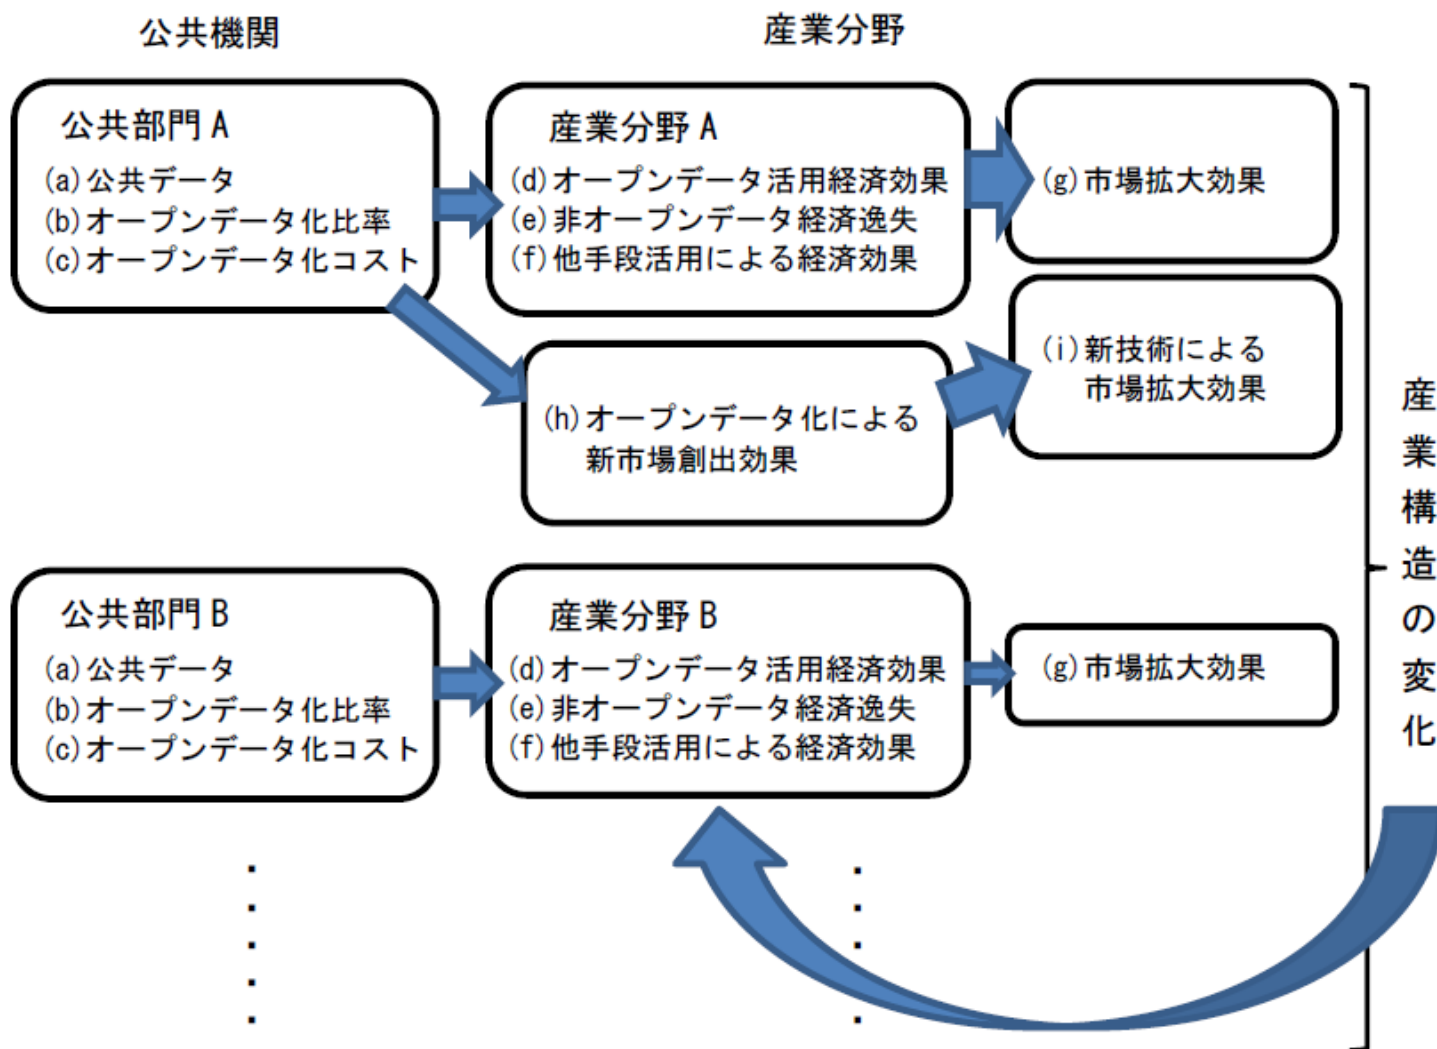 公共機関
産業分野
公共部門 A
(a)公共データ
(b)オープンデータ化比率
(c)オープンデータ化コスト
産業分野 A
(d)オープンデータ活用経済効果
(e)非オープンデータ経済逸失
(f)他手段活用による経済効果
(g)市場拡大効果
(h)オープンデータ化による
新市場創出効果
(i)新技術による
市場拡大効果
公共部門 B
(a)公共データ
(b)オープンデータ化比率
(c)オープンデータ化コスト
産業分野 B
(d)オープンデータ活用経済効果
(e)非オープンデータ経済逸失
(f)他手段活用による経済効果
(g)市場拡大効果
産業構造の変化